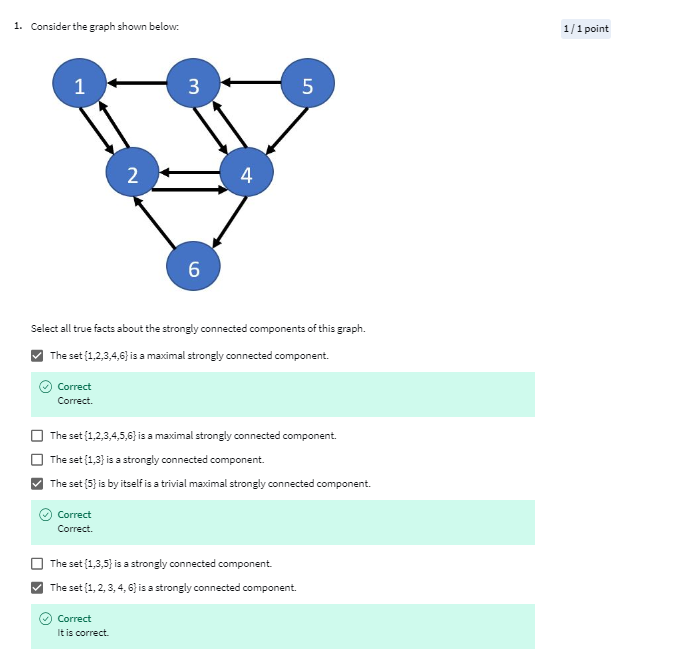 1. Consider the graph shown below:
1 / 1 point
1
3
5
2
4
6
Select all true facts about the strongly connected components of this graph.
The set {1,2,3,4,6} is a maximal strongly connected component.
Correct
Correct.
The set {1,2,3,4,5,6} is a maximal strongly connected component.
The set {1,3} is a strongly connected component.
The set {5} is by itself is a trivial maximal strongly connected component.
Correct
Correct.
The set {1,3,5} is a strongly connected component.
The set {1, 2, 3, 4, 6} is a strongly connected component.
Correct
It is correct.